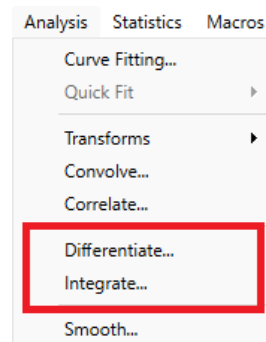 Analysis Statistics Macros
Curve Fitting...
Quick Fit
Transforms
Convolve...
Correlate...
Differentiate...
Integrate...
Smooth...